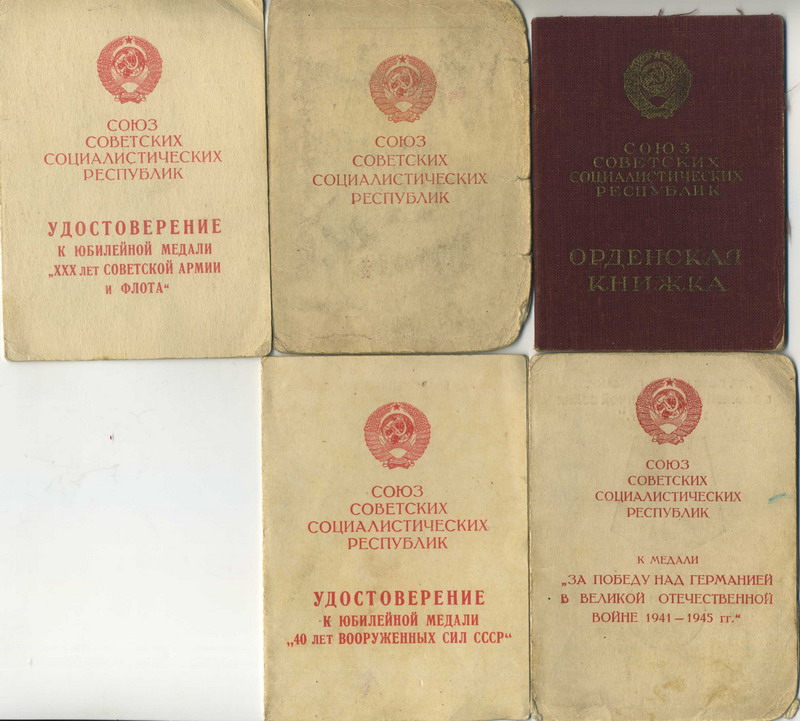 СОЮЗ
СОВЕТСКИХ
СОЦИАЛИСТИЧЕСКИХ
РЕСПУБЛИК
УДОСТОВЕРЕНИЕ
К ЮБИЛЕЙНОЙ МЕДАЛИ
„XXX ЛЕТ СОВЕТСКОЙ АРМИИ
И ФЛОТА“
СОЮЗ
СОВЕТСКИХ
СОЦИАЛИСТИЧЕСКИХ
РЕСПУБЛИК
СОЮЗ
СОВЕТСКИХ
СОЦИАЛИСТИЧЕСКИХ
РЕСПУБЛИК
ОРДЕНСКАЯ
КНИЖКА
СОЮЗ
СОВЕТСКИХ
СОЦИАЛИСТИЧЕСКИХ
РЕСПУБЛИК
УДОСТОВЕРЕНИЕ
К ЮБИЛЕЙНОЙ МЕДАЛИ
„40 ЛЕТ ВООРУЖЕННЫХ СИЛ СССР“
СОЮЗ
СОВЕТСКИХ
СОЦИАЛИСТИЧЕСКИХ
РЕСПУБЛИК
К МЕДАЛИ
„ЗА ПОБЕДУ НАД ГЕРМАНИЕЙ
В ВЕЛИКОЙ ОТЕЧЕСТВЕННОЙ
ВОЙНЕ 1941 — 1945 гг.“